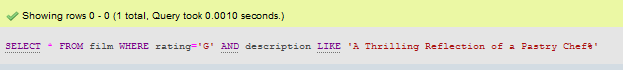 Showing rows 0 - 0 (1 total, Query took 0.0010 seconds.)
SELECT * FROM film WHERE rating='G' AND description LIKE 'A Thrilling Reflection of a Pastry Chef%'